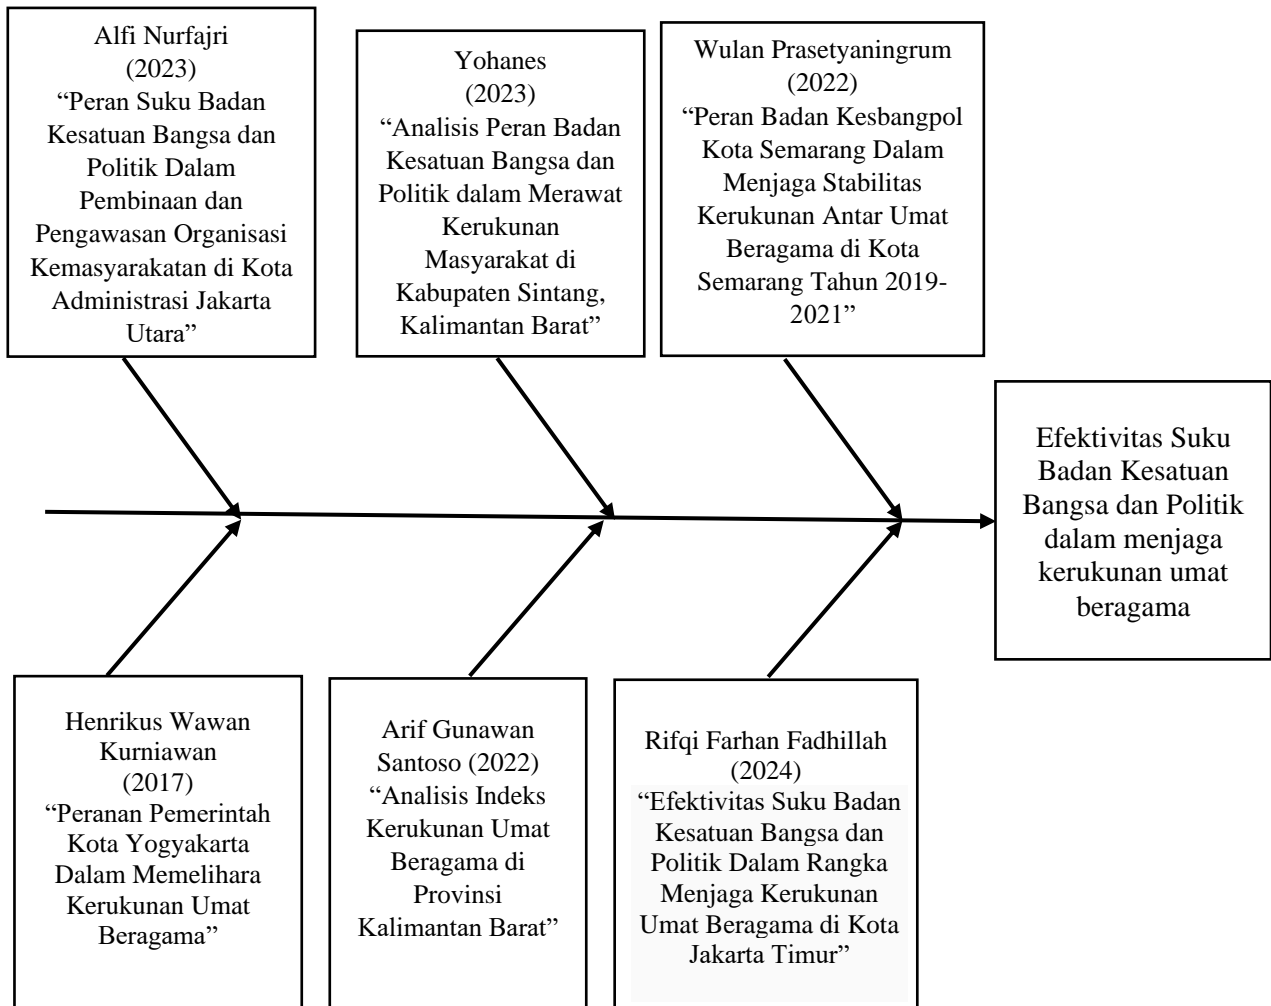 Alfi Nurfajri
(2023)
“Peran Suku Badan
Kesatuan Bangsa dan
Politik Dalam
Pembinaan dan
Pengawasan Organisasi
Kemasyarakatan di Kota
Administrasi Jakarta
Utara”
Yohanes
(2023)
“Analisis Peran Badan
Kesatuan Bangsa dan
Politik dalam Merawat
Kerukunan
Masyarakat di
Kabupaten Sintang,
Kalimantan Barat”
Wulan Prasetyaningrum
(2022)
“Peran Badan Kesbangpol
Kota Semarang Dalam
Menjaga Stabilitas
Kerukunan Antar Umat
Beragama di Kota
Semarang Tahun 2019-
2021”
Efektivitas Suku
Badan Kesatuan
Bangsa dan Politik
dalam menjaga
kerukunan umat
beragama
Henrikus Wawan
Kurniawan
(2017)
“Peranan Pemerintah
Kota Yogyakarta
Dalam Memelihara
Kerukunan Umat
Beragama”
Arif Gunawan
Santoso (2022)
“Analisis Indeks
Kerukunan Umat
Beragama di
Provinsi
Kalimantan Barat”
Rifqi Farhan Fadhillah
(2024)
“Efektivitas Suku Badan
Kesatuan Bangsa dan
Politik Dalam Rangka
Menjaga Kerukunan
Umat Beragama di Kota
Jakarta Timur”